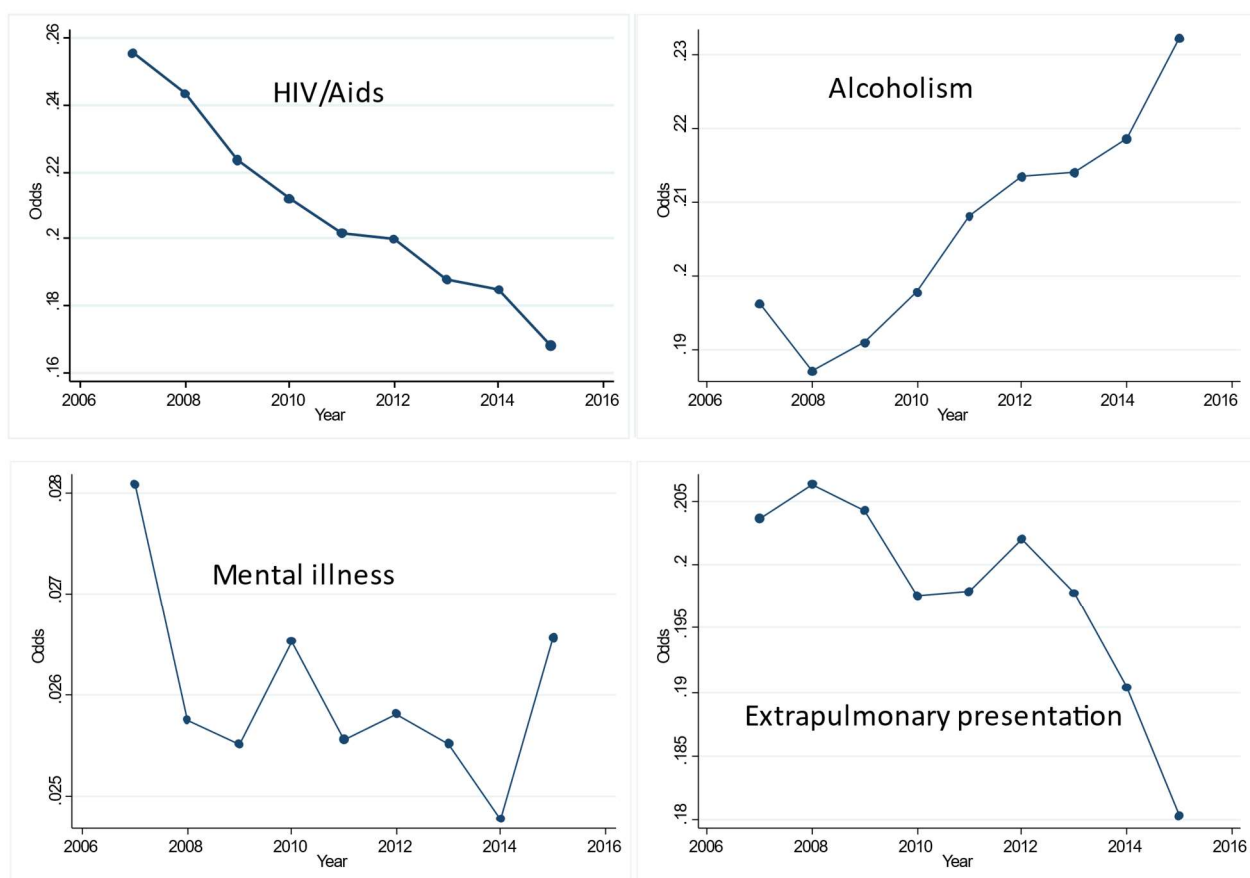 HIV/Aids
Odds
.26
.24
.22
.2
.18
.16
2006 2008 2010 2012 2014 2016
Year
Alcoholism
Odds
.23
.22
.21
.2
.19
2006 2008 2010 2012 2014 2016
Year
Mental illness
Odds
.028
.027
.026
.025
2006 2008 2010 2012 2014 2016
Year
Extrapulmonary presentation
Odds
.205
.2
.195
.19
.185
.18
2006 2008 2010 2012 2014 2016
Year